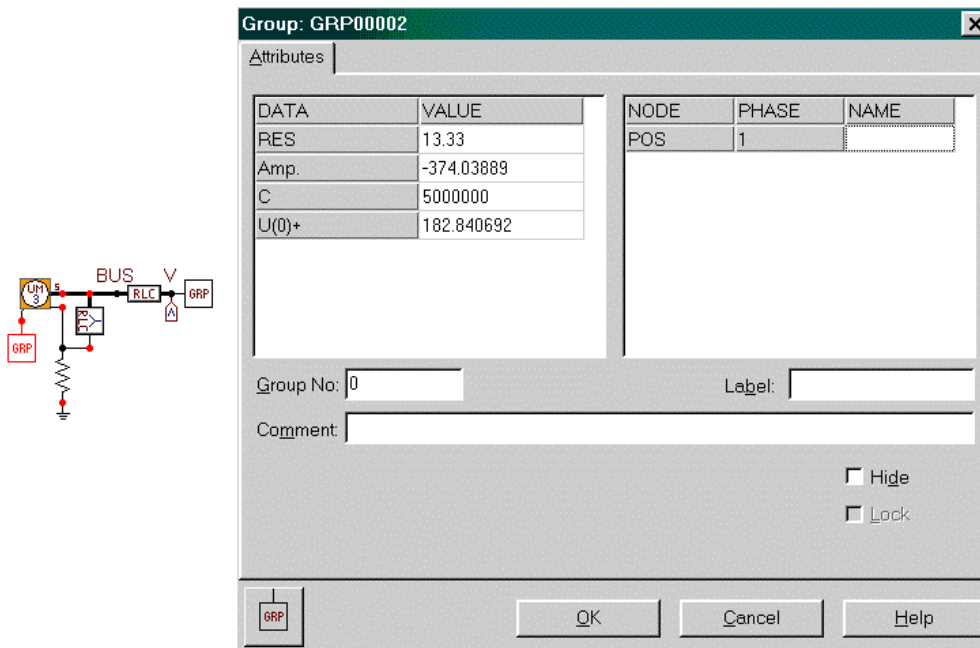 Group: GRP00002
Attributes
DATA VALUE
RES 13.33
Amp. -374.03889
C 5000000
U(0)+ 182.840692
NODE PHASE NAME
POS 1
BUS V
UM 3 S
RLC
GRP
RLC Y
V
GRP
Group No: 0
Label:
Comment:
Hide
Lock
GRP
OK Cancel Help